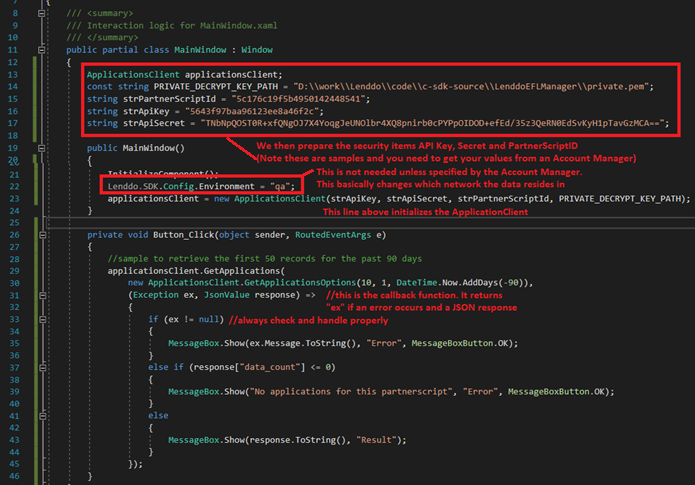 7 {
8 /// <summary>
9 /// Interaction logic for MainWindow.xaml
10 /// </summary>
11 public partial class MainWindow : Window
12 {
13 ApplicationsClient applicationsClient;
14 const string PRIVATE_DECRYPT_KEY_PATH = "D:\\work\\Lenddo\\code\\c-sdk-source\\LenddoEFLManager\\private.pem";
15 string strPartnerScriptId = "5c176c19f5b4950142448541";
16 string strApiKey = "5643f97baa96123ee8a46f2c";
17 string strApiSecret = "TNbNpQOST0R+xfQNgOJ7X4YoqgJeUNOlbr4XQ8pnirb0cPYPpOIDOD+efEd/35z3QeRN0EdSvKyH1pTavGzMCA==";
18
We then prepare the security items API Key, Secret and PartnerScriptID
19 public MainWindow()
(Note these are samples and you need to get your values from an Account Manager)
20 {
21 InitializeComponent();
This is not needed unless specified by the Account Manager.
22 Lenddo.SDK.Config.Environment = "qa";
This basically changes which network the data resides in
23 applicationsClient = new ApplicationsClient(strApiKey, strApiSecret, strPartnerScriptId, PRIVATE_DECRYPT_KEY_PATH);
24 }
This line above initializes the ApplicationClient
25
26 private void Button_Click(object sender, RoutedEventArgs e)
27 {
28 //sample to retrieve the first 50 records for the past 90 days
29 applicationsClient.GetApplications(
30 new ApplicationsClient.GetApplicationsOptions(10, 1, DateTime.Now.AddDays(-90)),
31 (Exception ex, JsonValue response) => //this is the callback function. It returns
32 { "ex" if an error occurs and a JSON response
33 if (ex != null) //always check and handle properly
34 {
35 MessageBox.Show(ex.Message.ToString(), "Error", MessageBoxButton.OK);
36 }
37 else if (response["data_count"] <= 0)
38 {
39 MessageBox.Show("No applications for this partnerscript", "Error", MessageBoxButton.OK);
40 }
41 else
42 {
43 MessageBox.Show(response.ToString(), "Result");
44 }
45 });
46 }